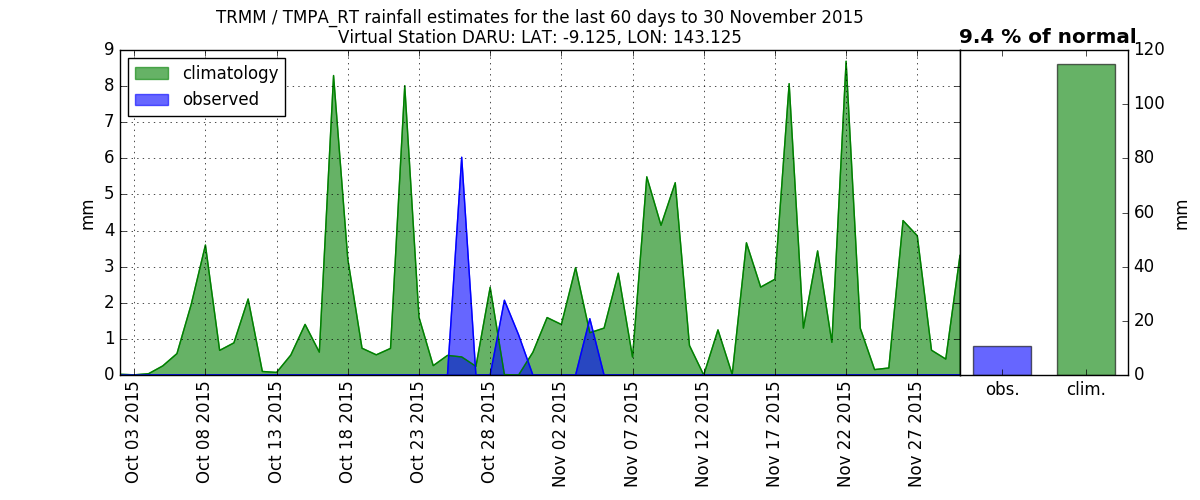 TRMM / TMPA_RT rainfall estimates for the last 60 days to 30 November 2015
Virtual Station DARU: LAT: -9.125, LON: 143.125
9.4 % of normal
climatology
observed
9
8
7
6
5
4
3
2
1
0
mm
Oct 03 2015
Oct 08 2015
Oct 13 2015
Oct 18 2015
Oct 23 2015
Oct 28 2015
Nov 02 2015
Nov 07 2015
Nov 12 2015
Nov 17 2015
Nov 22 2015
Nov 27 2015
120
100
80
60
40
20
0
mm
obs.
clim.